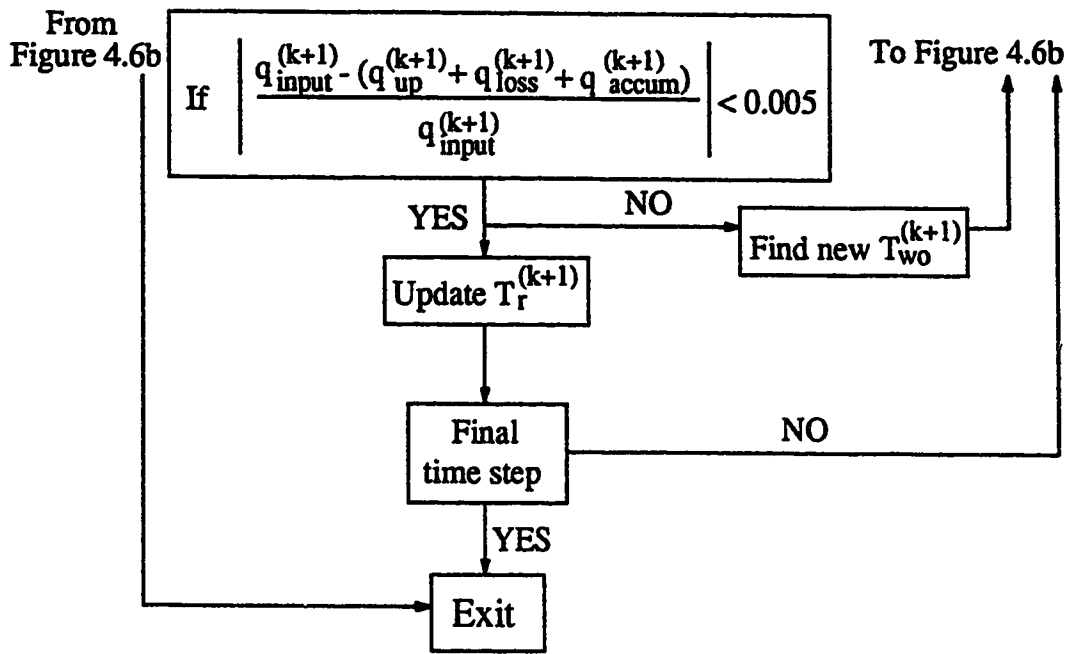 From
Figure 4.6b
If | q_input^(k+1) - (q_up^(k+1) + q_loss^(k+1) + q_accum^(k+1)) / q_input^(k+1) | < 0.005
To Figure 4.6b
YES
NO
Find new T_wo^(k+1)
Update T_r^(k+1)
Final
time step
NO
YES
Exit